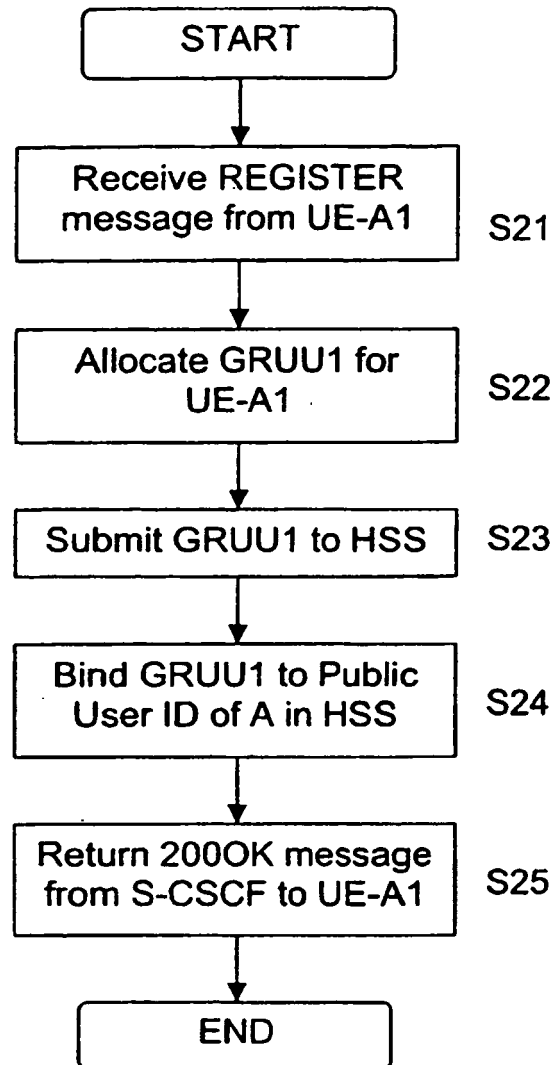 START
Receive REGISTER
message from UE-A1
S21
Allocate GRUU1 for
UE-A1
S22
Submit GRUU1 to HSS
S23
Bind GRUU1 to Public
User ID of A in HSS
S24
Return 200OK message
from S-CSCF to UE-A1
S25
END